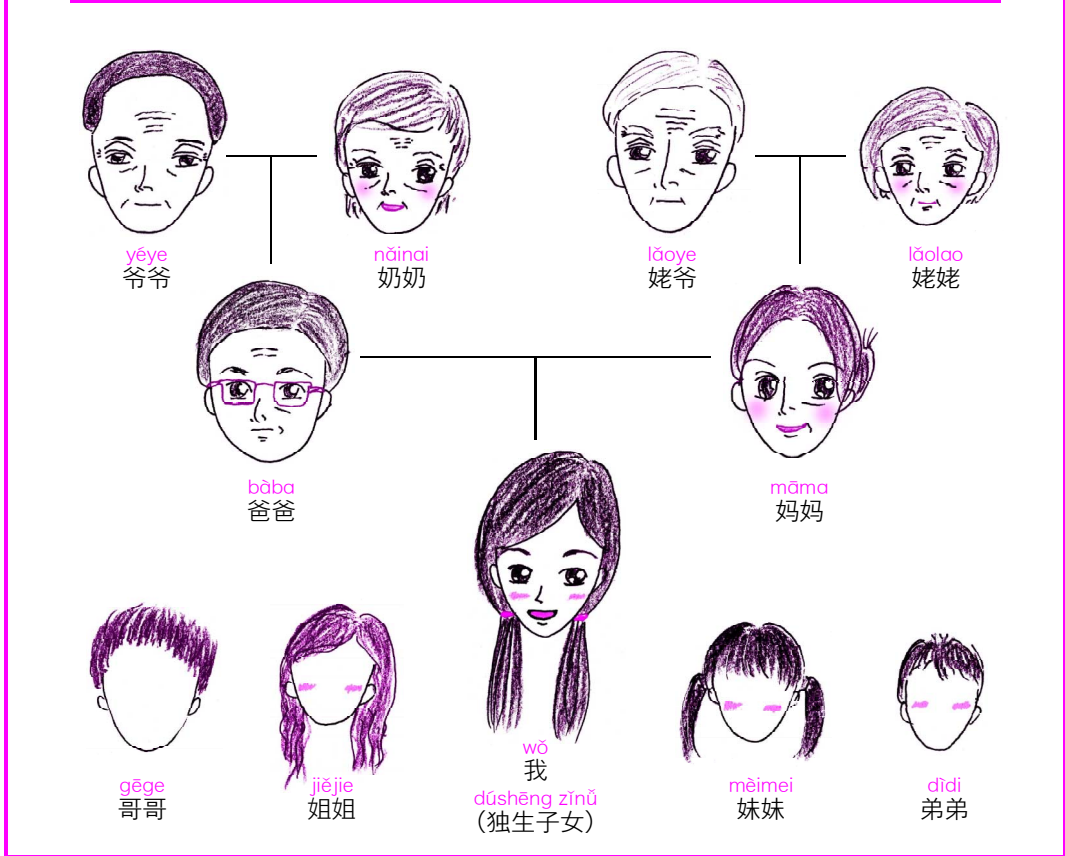 yéye
爷爷
nǎinai
奶奶
lǎoye
姥爷
lǎolao
姥姥
bàba
爸爸
māma
妈妈
wǒ
我
dúshēng zǐnǚ
（独生子女）
gēge
哥哥
jiějie
姐姐
mèimei
妹妹
dìdi
弟弟